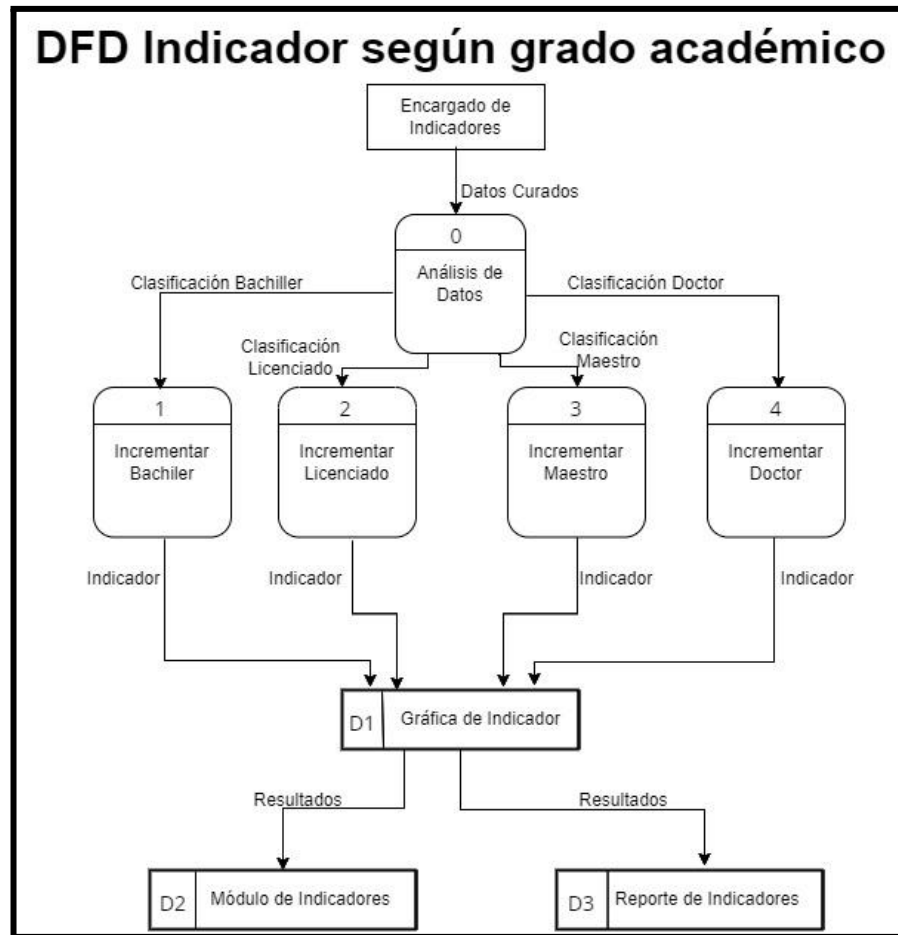 DFD Indicador según grado académico
Encargado de
Indicadores
Datos Curados
0
Análisis de
Datos
Clasificación Bachiller
Clasificación Doctor
Clasificación
Licenciado
Clasificación
Maestro
1
Incrementar
Bachiler
2
Incrementar
Licenciado
3
Incrementar
Maestro
4
Incrementar
Doctor
Indicador
Indicador
Indicador
Indicador
D1
Gráfica de Indicador
Resultados
Resultados
D2
Módulo de Indicadores
D3
Reporte de Indicadores